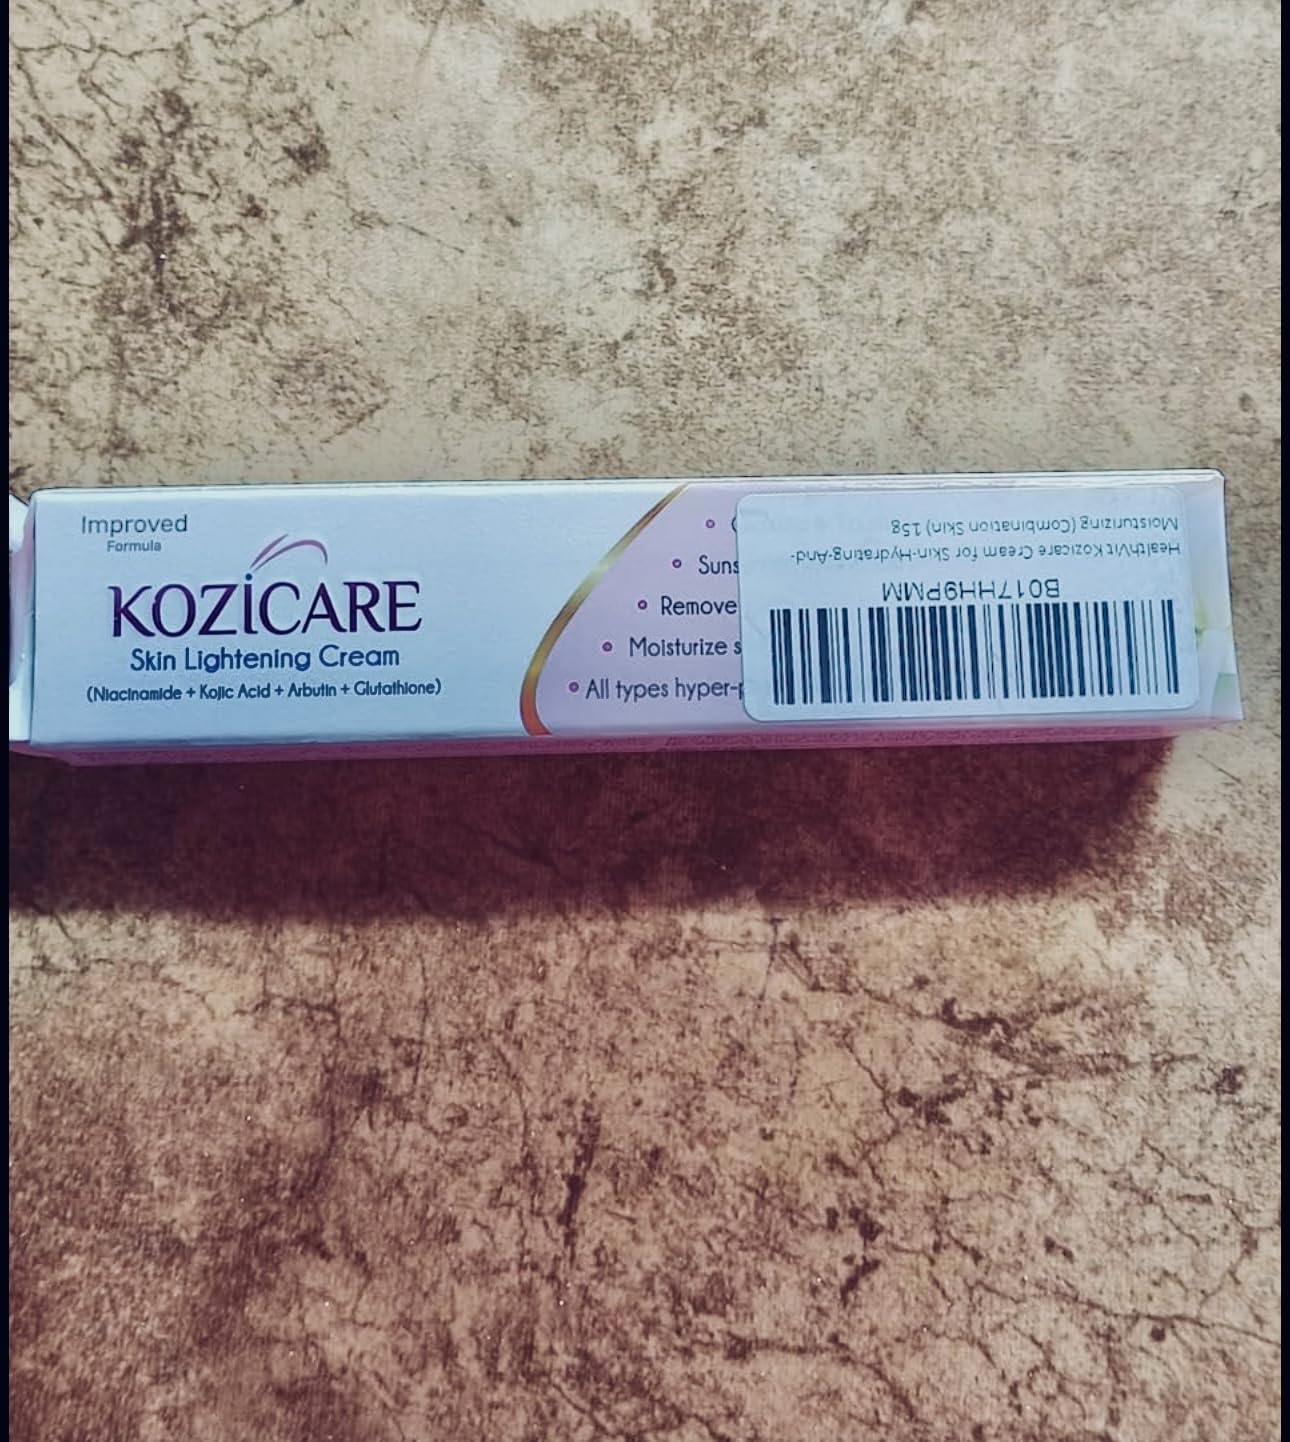 Improved
Formula
KOZICARE
Skin Lightening Cream
(Niacinamide + Kojic Acid + Arbutin + Glutathione)
Suns
Remove
Moisturize s
All types hyper-p
B017HH9PMM
HealthVit Kozicare Cream for Skin-Hydrating-And-
Moisturizing (Combination Skin) 15g